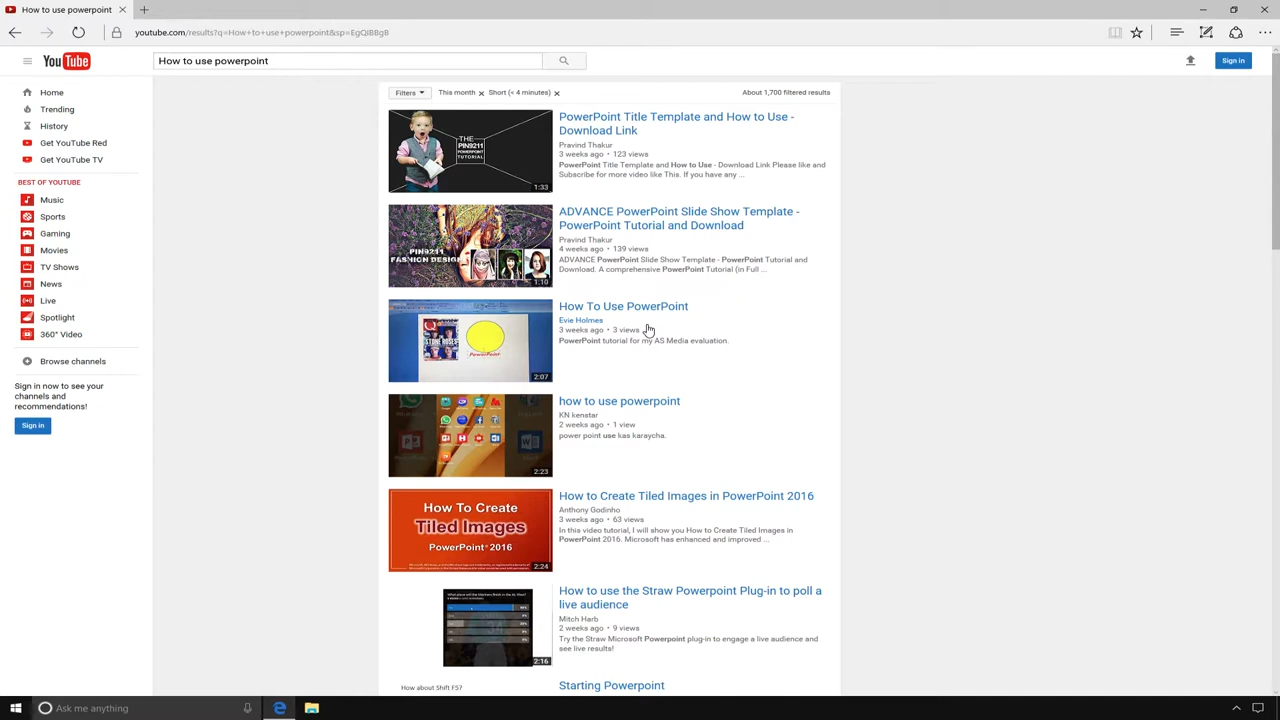 How to use powerpoint
youtube.com/results?q=How+to+use+powerpoint&sp=EgQIBBgB
YouTube
How to use powerpoint
Sign in
Home
Trending
History
Get YouTube Red
Get YouTube TV
BEST OF YOUTUBE
Music
Sports
Gaming
Movies
TV Shows
News
Live
Spotlight
360° Video
Browse channels
Sign in now to see your
channels and
recommendations!
Sign in
Filters
This month
Short (< 4 minutes)
About 1,700 filtered results
THE
PIN9211
POWERPOINT
TUTORIAL
1:33
PowerPoint Title Template and How to Use -
Download Link
Pravind Thakur
3 weeks ago • 123 views
PowerPoint Title Template and How to Use - Download Link Please like and
Subscribe for more video like This. If you have any ...
PIN9211
FASHION DESIGN
1:10
ADVANCE PowerPoint Slide Show Template -
PowerPoint Tutorial and Download
Pravind Thakur
4 weeks ago • 139 views
ADVANCE PowerPoint Slide Show Template - PowerPoint Tutorial and
Download. A comprehensive PowerPoint Tutorial (in Full ...
STONE ROSES
PowerPoint
2:07
How To Use PowerPoint
Evie Holmes
3 weeks ago • 3 views
PowerPoint tutorial for my AS Media evaluation.
2:23
how to use powerpoint
KN kenstar
2 weeks ago • 1 view
power point use kas karaycha.
How To Create
Tiled Images
PowerPoint 2016
2:24
How to Create Tiled Images in PowerPoint 2016
Anthony Godinho
3 weeks ago • 63 views
In this video tutorial, I will show you How to Create Tiled Images in
PowerPoint 2016. Microsoft has enhanced and improved ...
2:16
How to use the Straw Powerpoint Plug-in to poll a
live audience
Mitch Harb
2 weeks ago • 9 views
Try the Straw Microsoft Powerpoint plug-in to engage a live audience and
see live results!
How about Shift F5?
Starting Powerpoint
Ask me anything